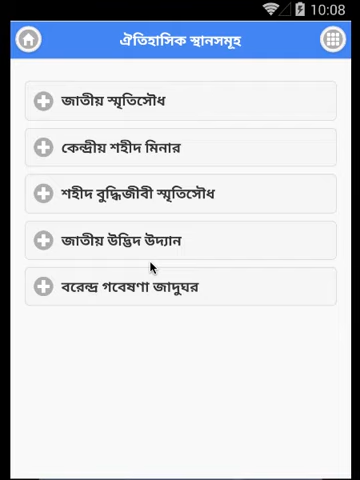 10:08
ঐতিহাসিক স্থানসমূহ
জাতীয় স্মৃতিসৌধ
কেন্দ্রীয় শহীদ মিনার
শহীদ বুদ্ধিজীবী স্মৃতিসৌধ
জাতীয় উদ্ভিদ উদ্যান
বরেন্দ্র গবেষণা জাদুঘর